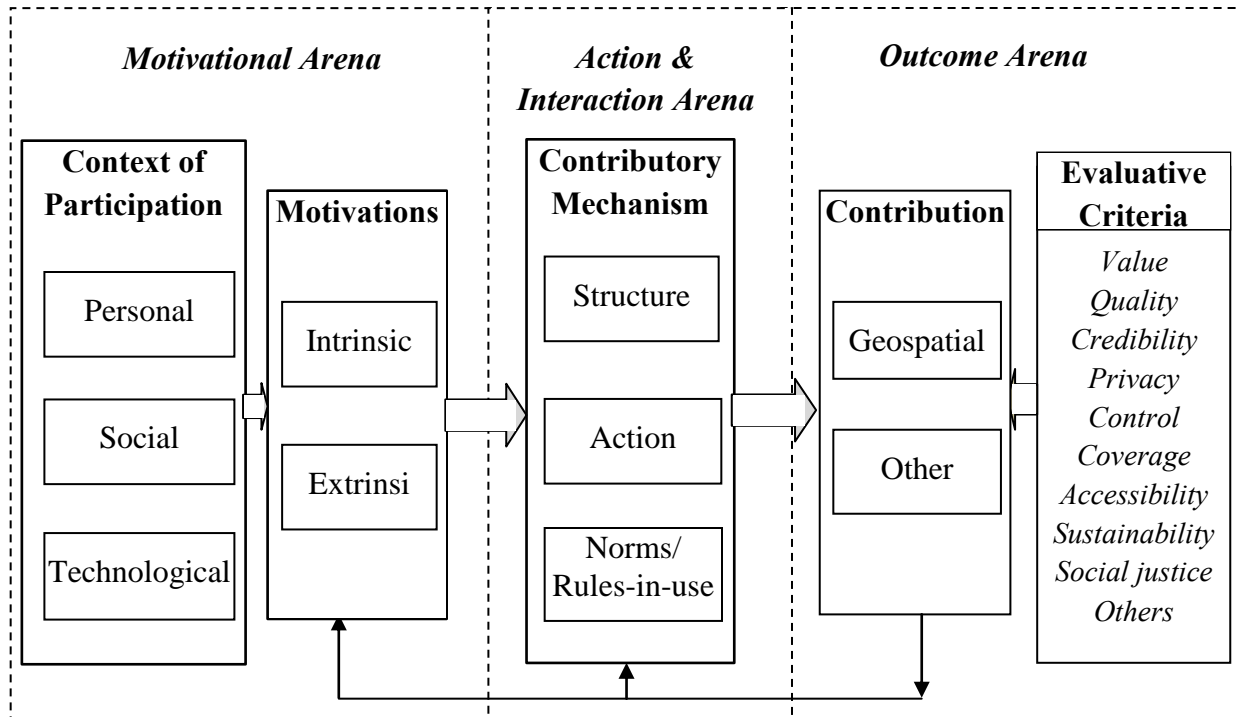 Motivational Arena
Action &
Interaction Arena
Outcome Arena
Context of
Participation
Personal
Social
Technological
Motivations
Intrinsic
Extrinsi
Contributory
Mechanism
Structure
Action
Norms/
Rules-in-use
Contribution
Geospatial
Other
Evaluative
Criteria
Value
Quality
Credibility
Privacy
Control
Coverage
Accessibility
Sustainability
Social justice
Others